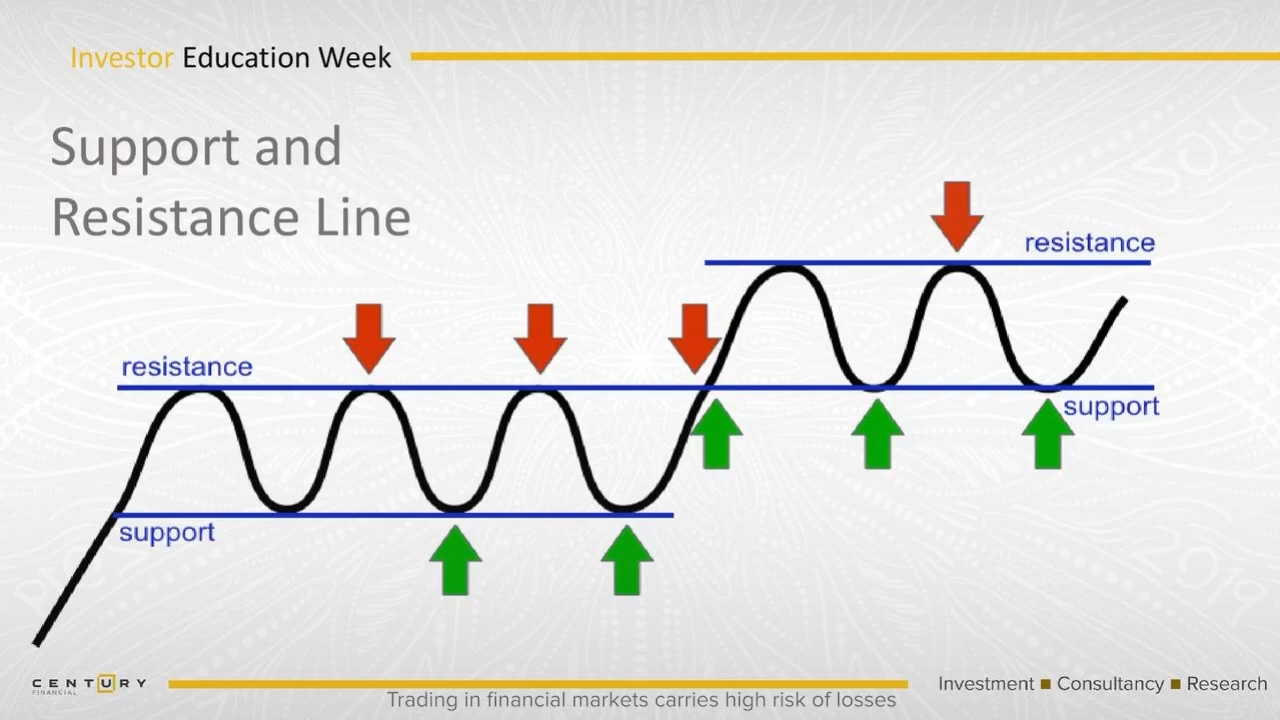 Investor Education Week
Support and
Resistance Line
resistance
resistance
support
support
CENTURY
FINANCIAL
Trading in financial markets carries high risk of losses
Investment ■ Consultancy ■ Research
2019